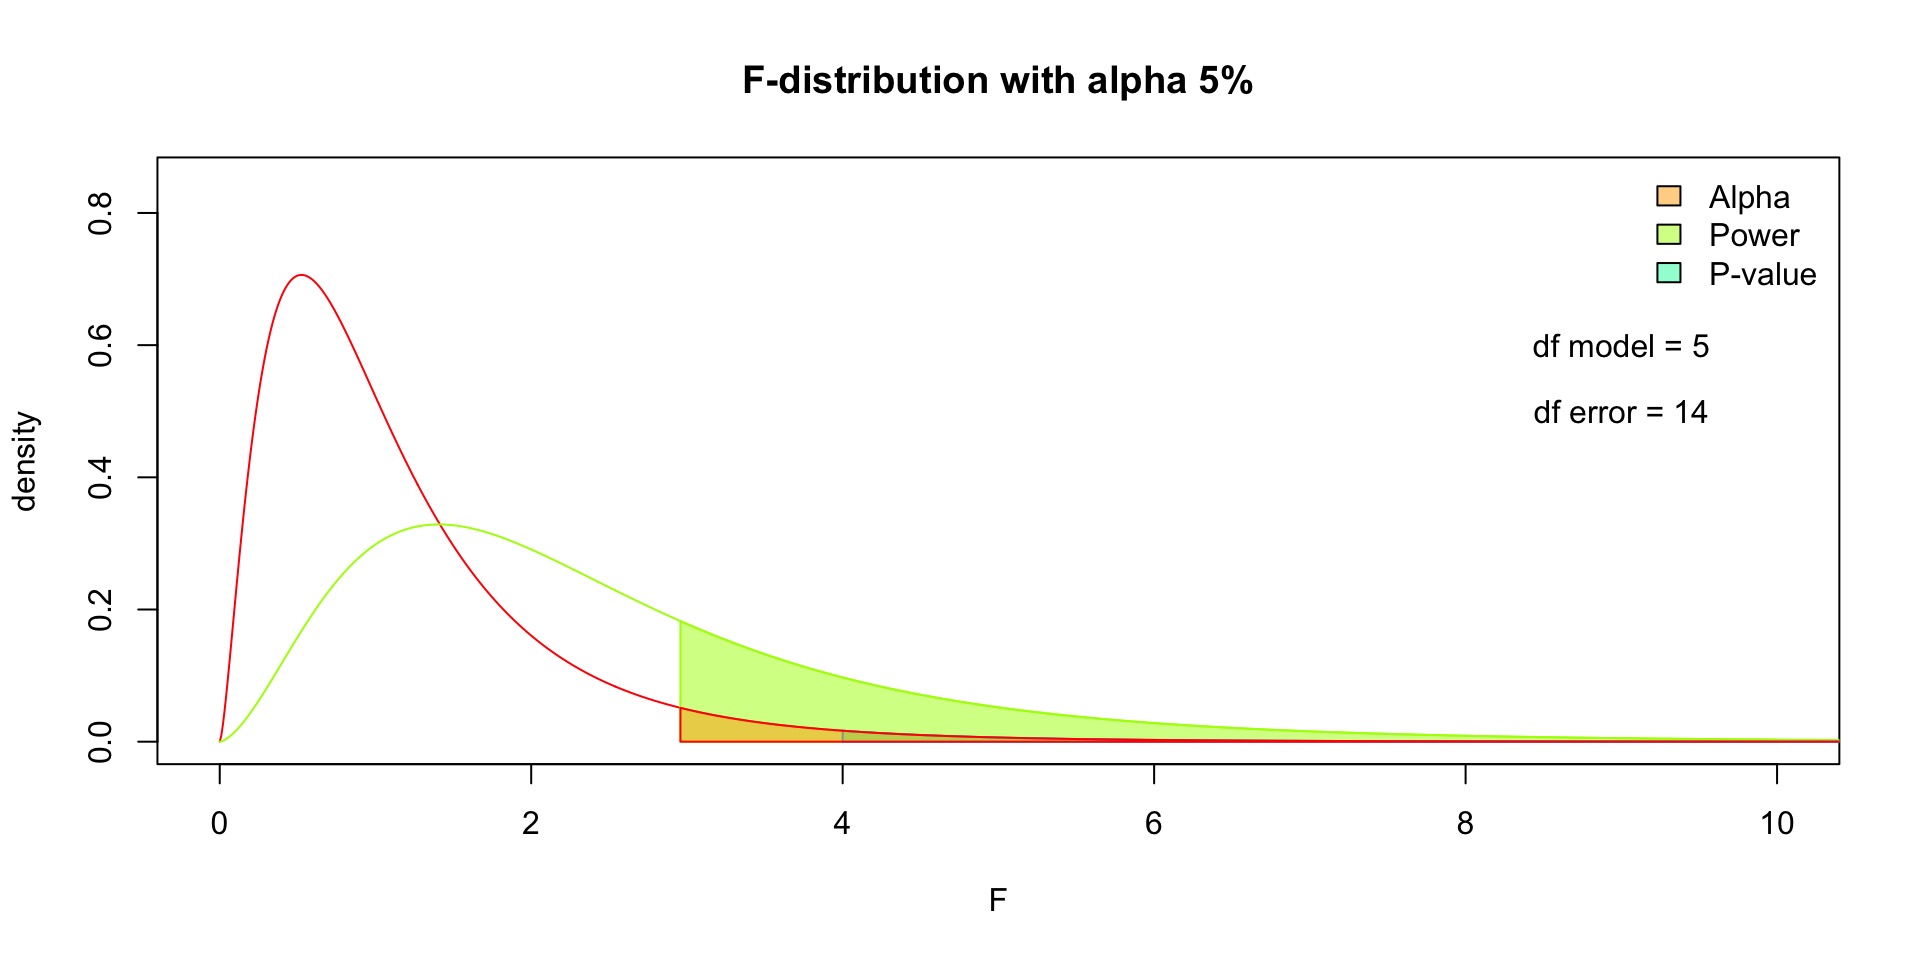 F-distribution with alpha 5%
Alpha
Power
P-value
df model = 5
df error = 14
density
0.8
0.6
0.4
0.2
0.0
0 2 4 6 8 10
F